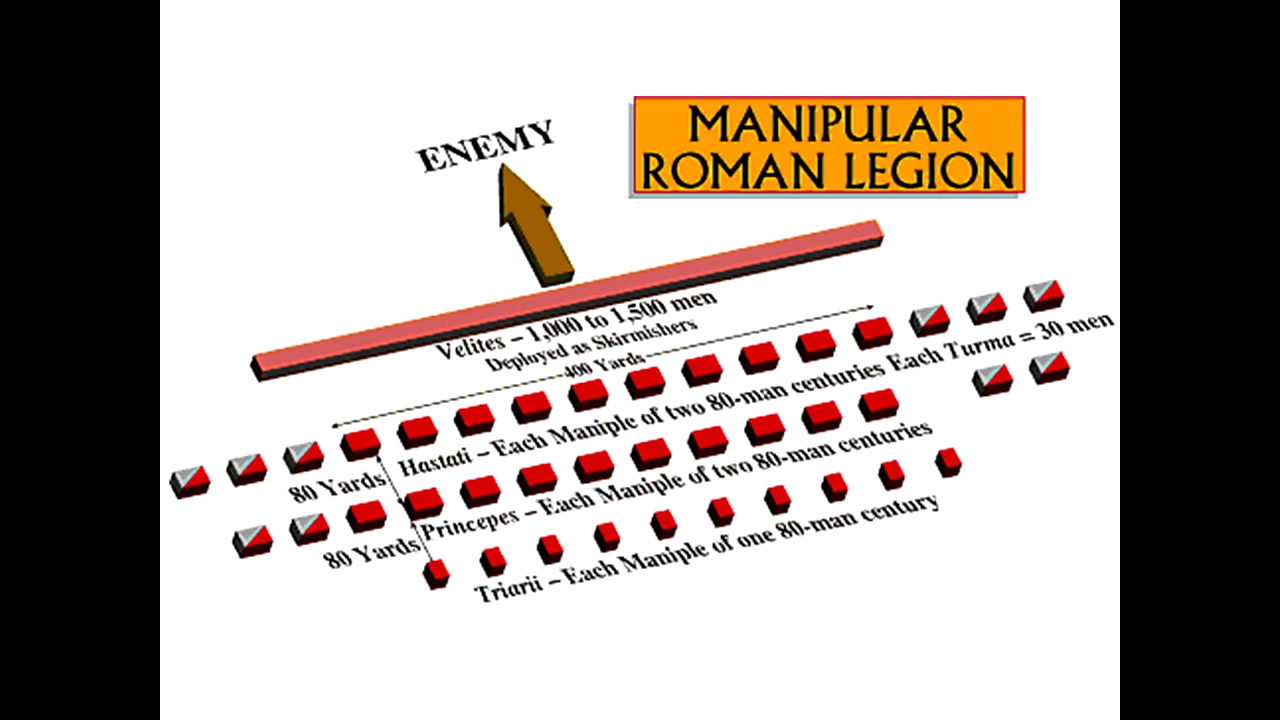 MANIPULAR
ROMAN LEGION
ENEMY
Velites – 1,000 to 1,500 men
Deployed as Skirmishers
400 Yards
Each Turma = 30 men
Hastati – Each Maniple of two 80-man centuries
80 Yards
Princepes – Each Maniple of two 80-man centuries
80 Yards
Triarii – Each Maniple of one 80-man century